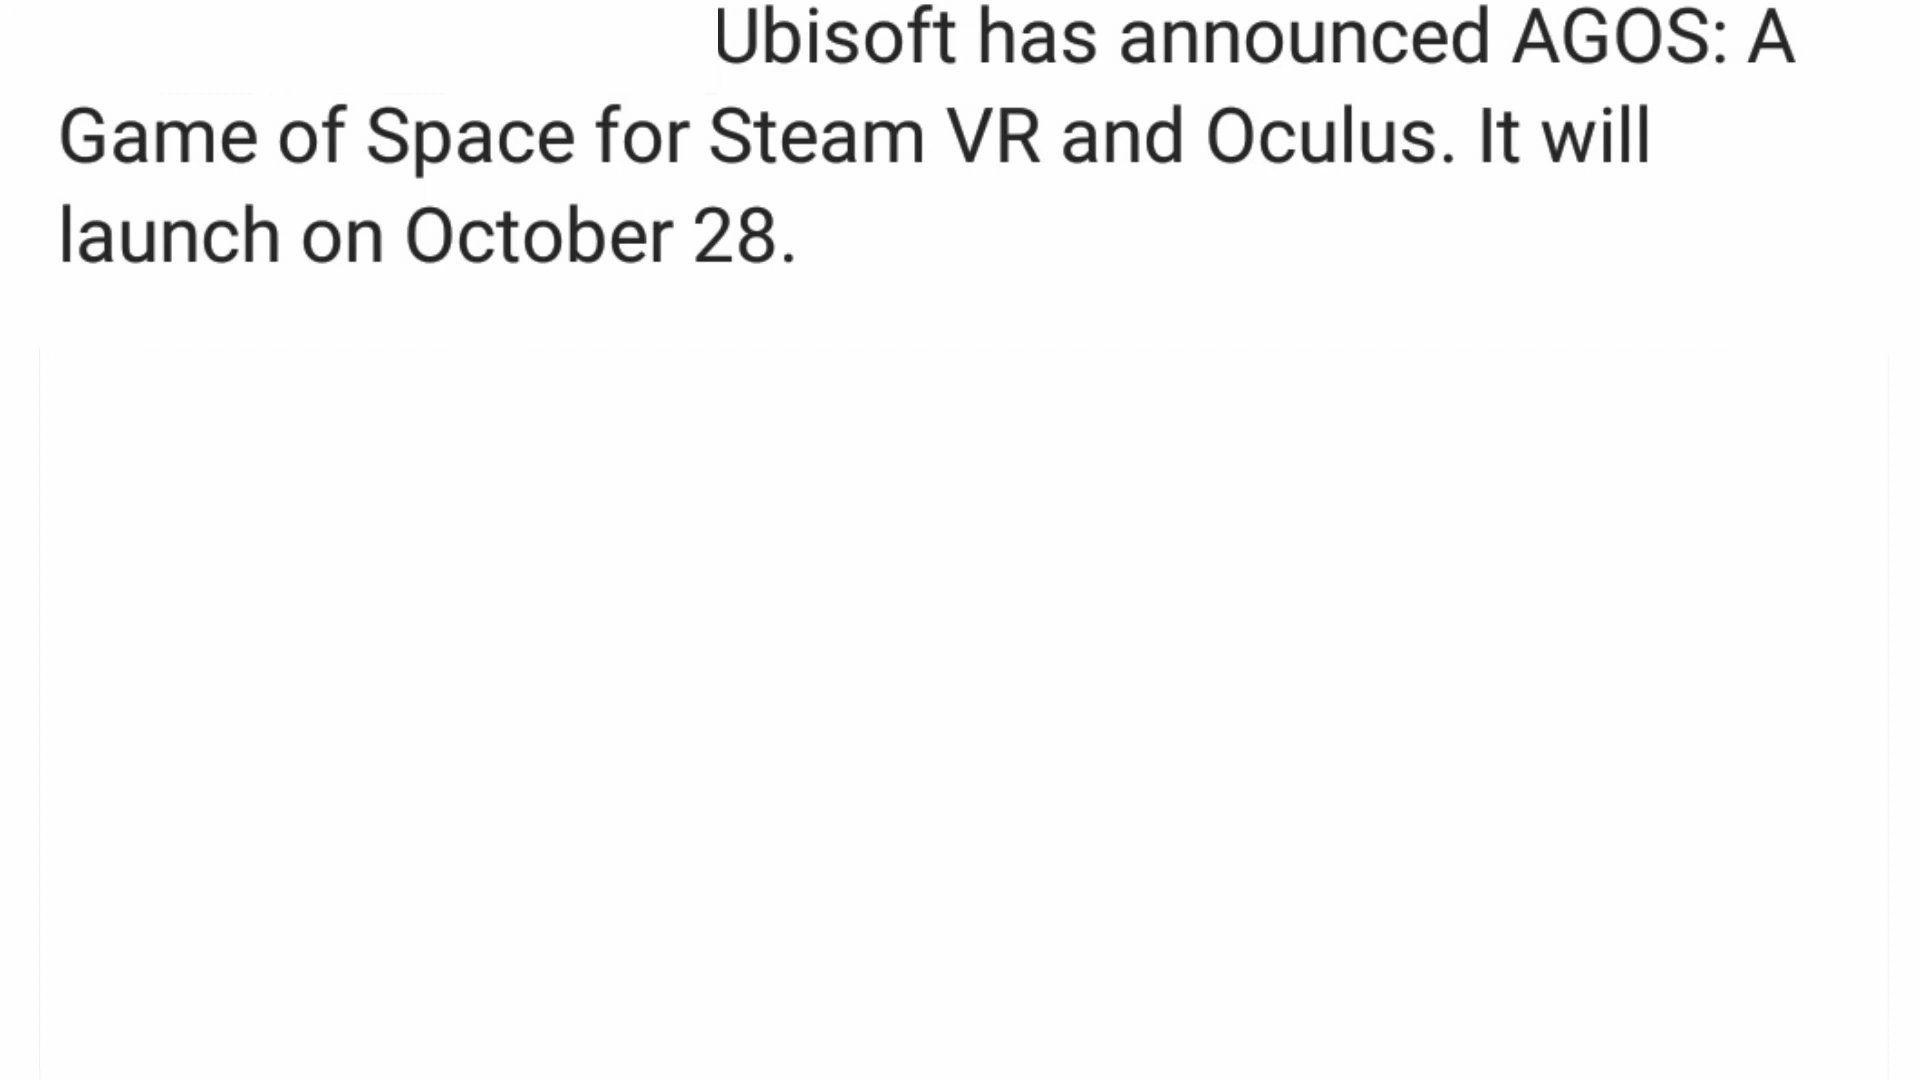 Ubisoft has announced AGOS: A
Game of Space for Steam VR and Oculus. It will
launch on October 28.